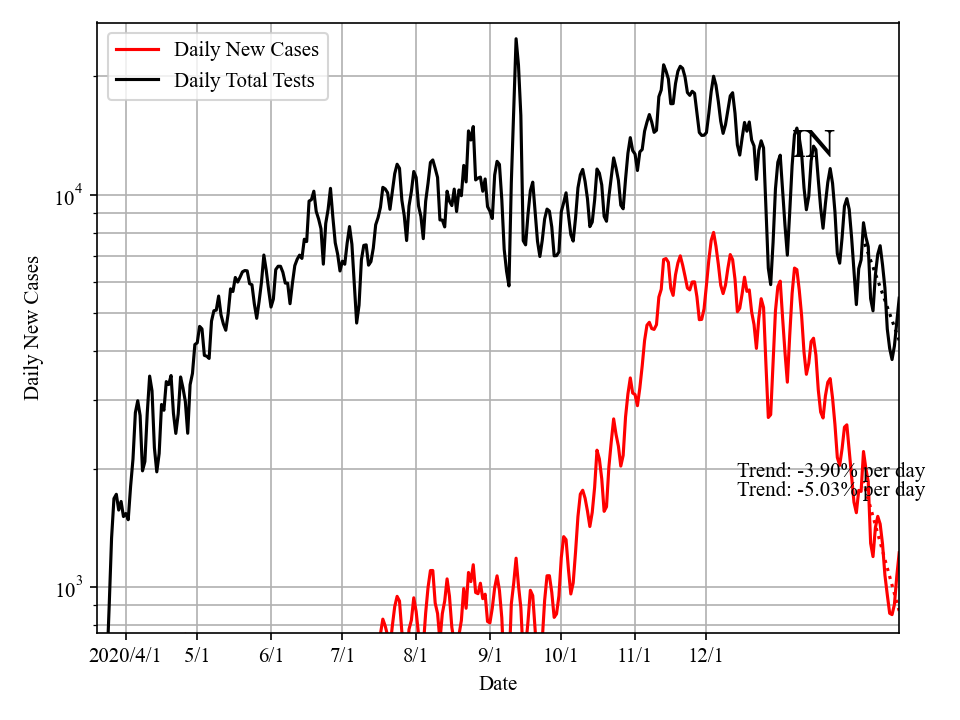 Daily New Cases
Daily Total Tests
IN
10^4
Daily New Cases
Trend: -3.90% per day
Trend: -5.03% per day
10^3
2020/4/1 5/1 6/1 7/1 8/1 9/1 10/1 11/1 12/1
Date